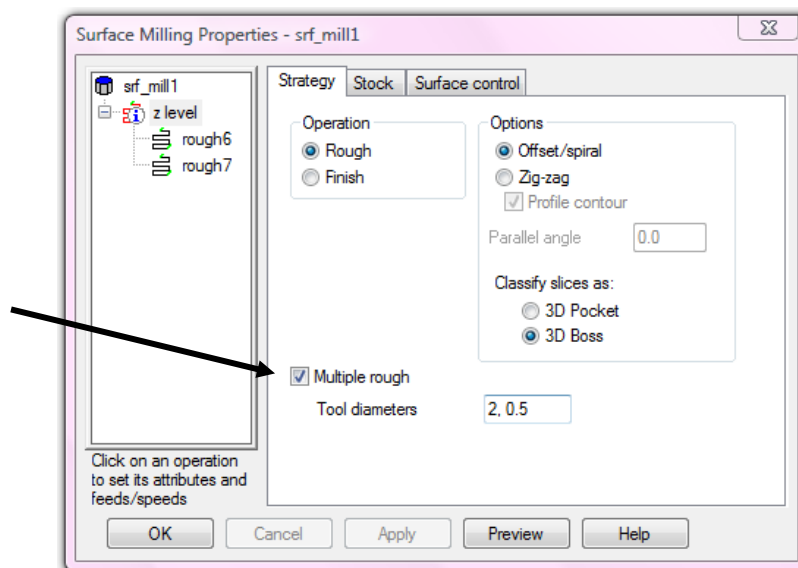 Surface Milling Properties - srf_mill1
srf_mill1
z level
rough6
rough7
Click on an operation
to set its attributes and
feeds/speeds
Strategy Stock Surface control
Operation
Rough
Finish
Options
Offset/spiral
Zig-zag
Profile contour
Parallel angle 0.0
Classify slices as:
3D Pocket
3D Boss
Multiple rough
Tool diameters 2, 0.5
OK Cancel Apply Preview Help